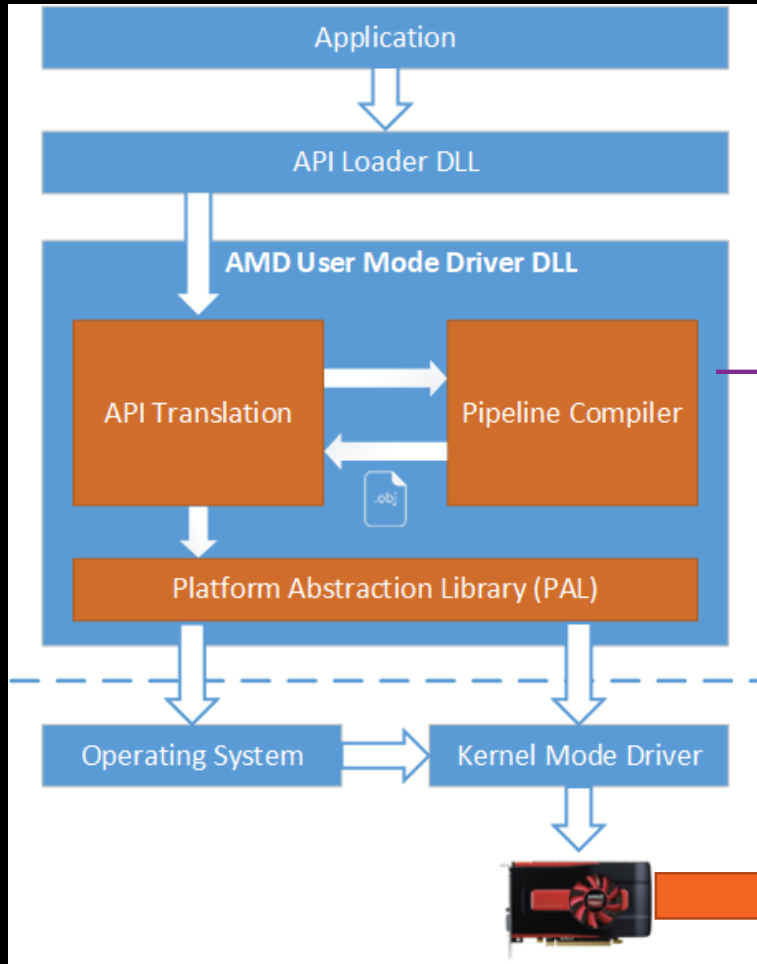 Application
API Loader DLL
AMD User Mode Driver DLL
API Translation
Pipeline Compiler
.obj
Platform Abstraction Library (PAL)
Operating System
Kernel Mode Driver